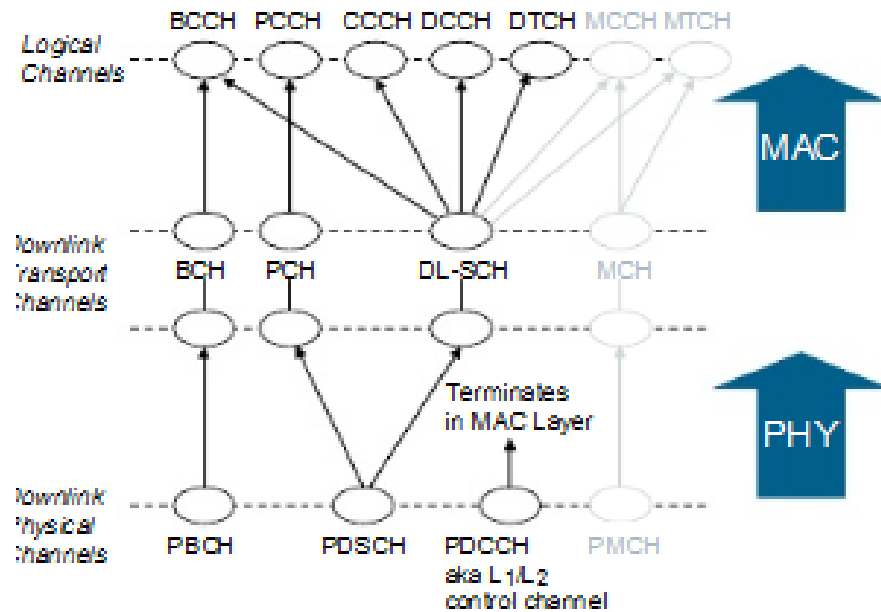 BCCH PCCH CCCH DCCH DTCH MCCH MTCH
Logical
Channels
MAC
Downlink
Transport
Channels
BCH PCH DL-SCH MCH
Terminates
in MAC Layer
PHY
Downlink
Physical
Channels
PBCH PDSCH PDCCH PMCH
aka L1/L2
control channel